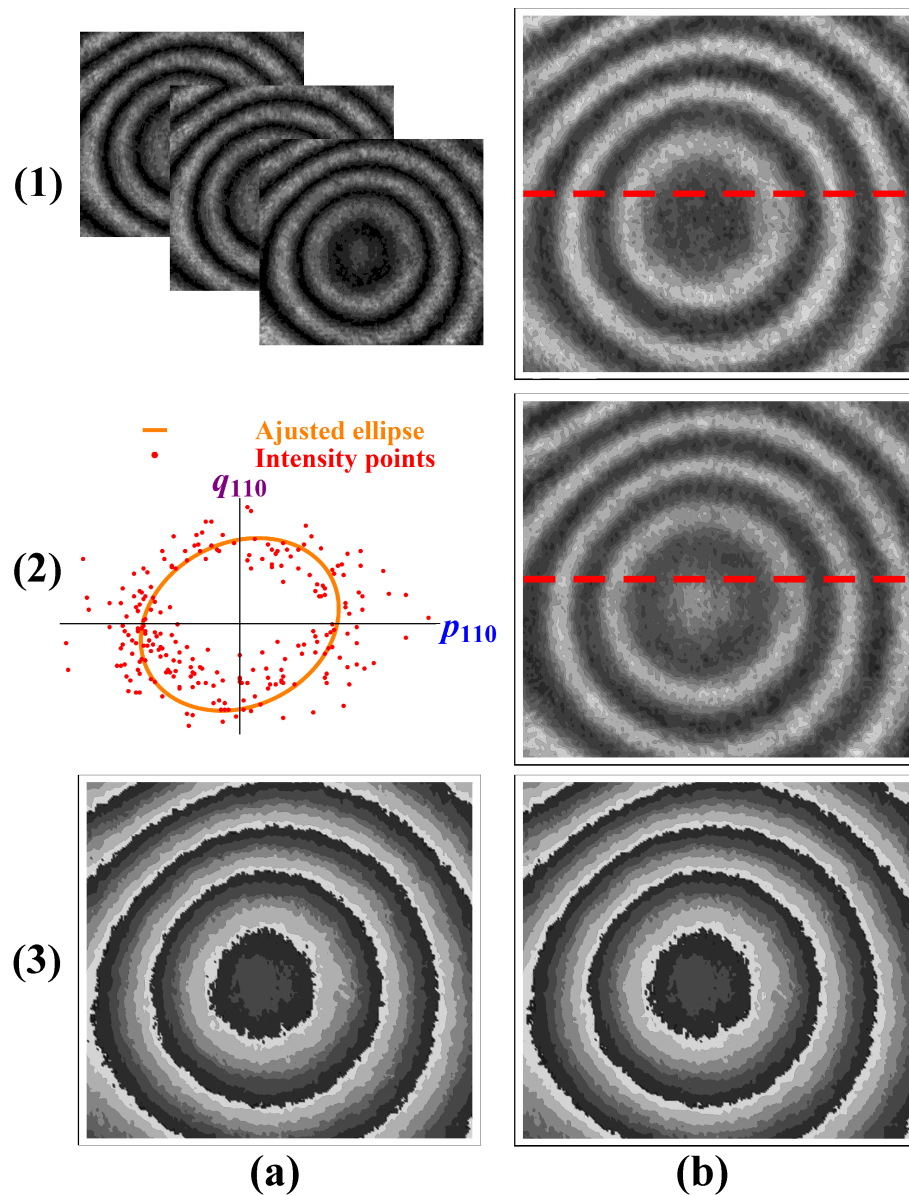 (1)
Ajusted ellipse
Intensity points
q110
(2)
p110
(3)
(a)
(b)